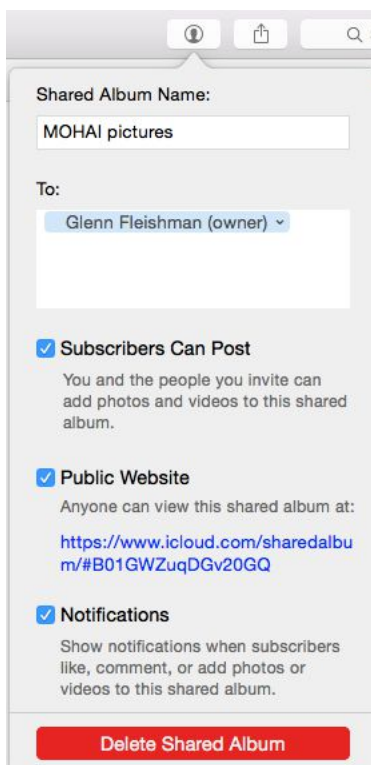 Shared Album Name:
MOHAI pictures
To:
Glenn Fleishman (owner)
Subscribers Can Post
You and the people you invite can
add photos and videos to this shared
album.
Public Website
Anyone can view this shared album at:
https://www.icloud.com/sharedalbu
m/#B01GWZuqDGv20GQ
Notifications
Show notifications when subscribers
like, comment, or add photos or
videos to this shared album.
Delete Shared Album